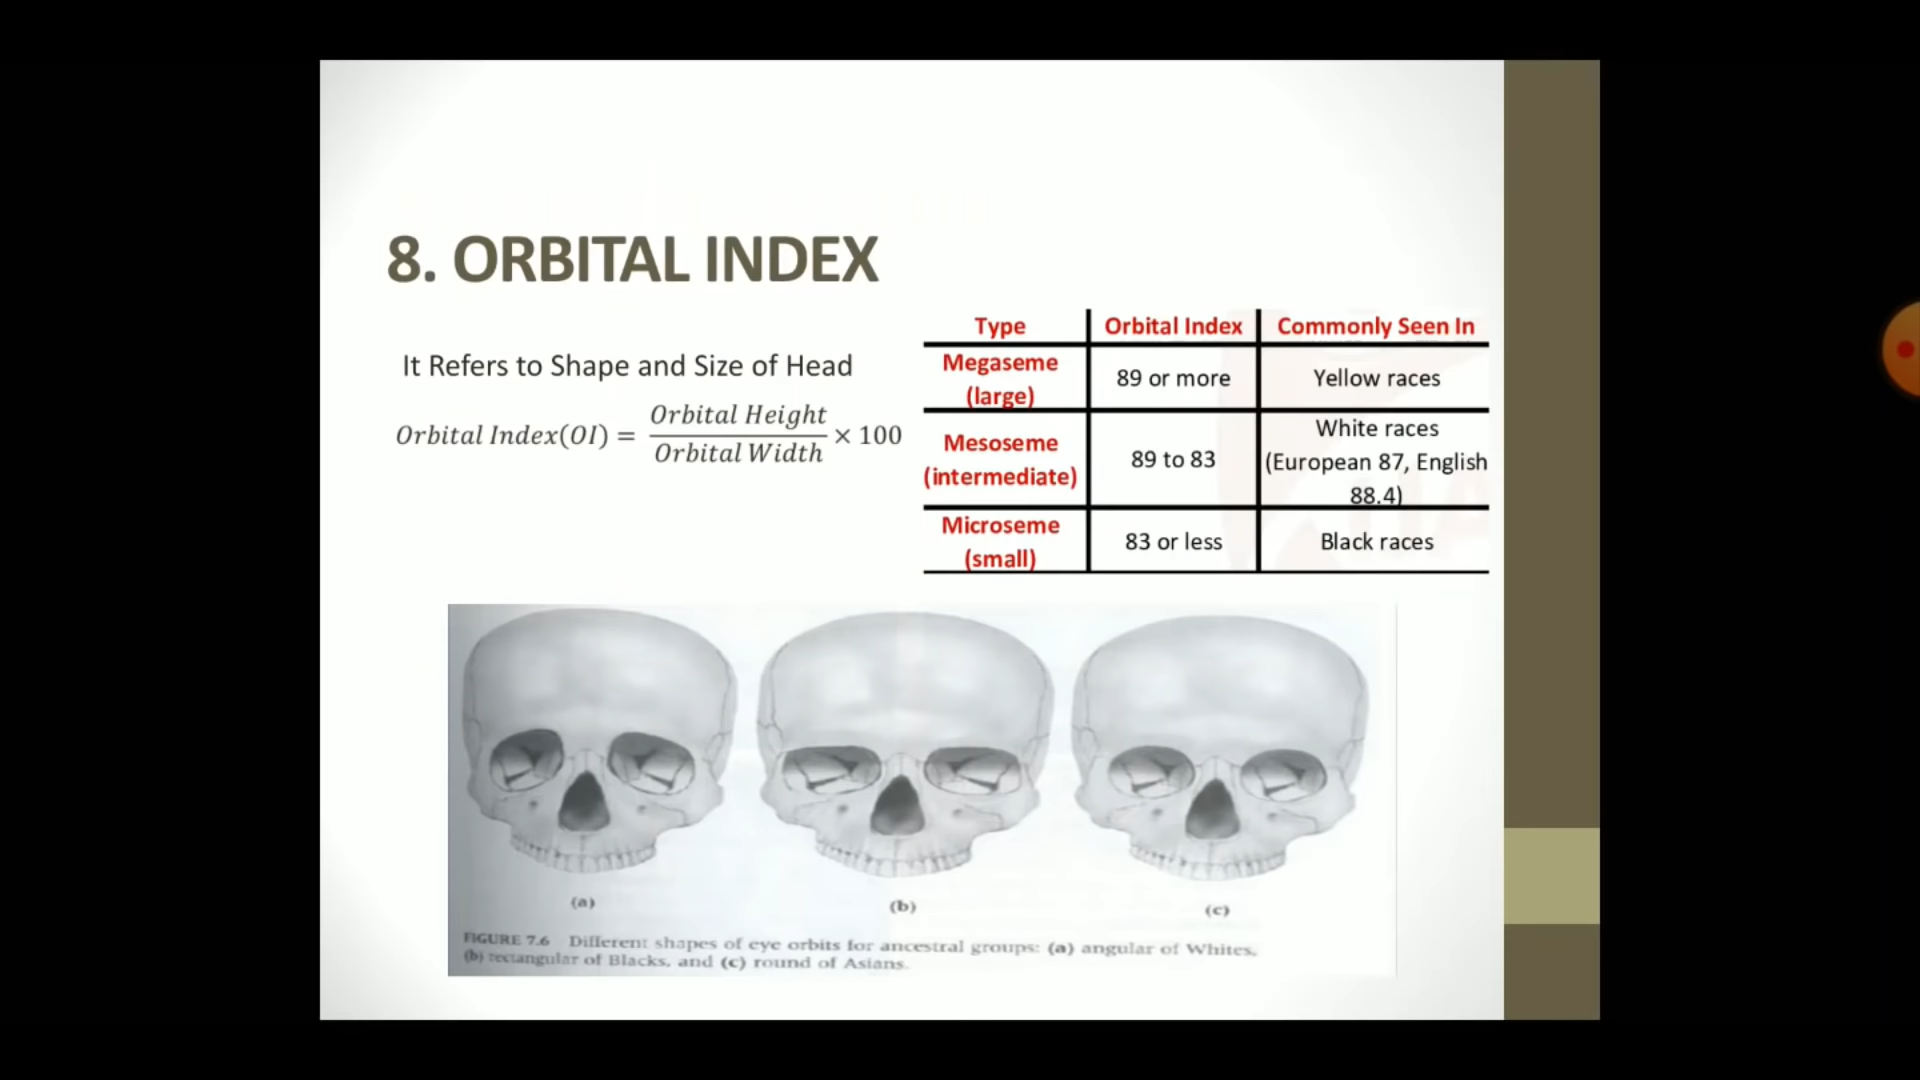 8. ORBITAL INDEX
It Refers to Shape and Size of Head
Orbital Index(OI) = Orbital Height / Orbital Width × 100
Type Orbital Index Commonly Seen In
Megaseme (large) 89 or more Yellow races
Mesoseme (intermediate) 89 to 83 White races (European 87, English 88.4)
Microseme (small) 83 or less Black races
(a) (b) (c)
FIGURE 7.6 Different shapes of eye orbits for ancestral groups: (a) angular of Whites,
(b) rectangular of Blacks, and (c) round of Asians.